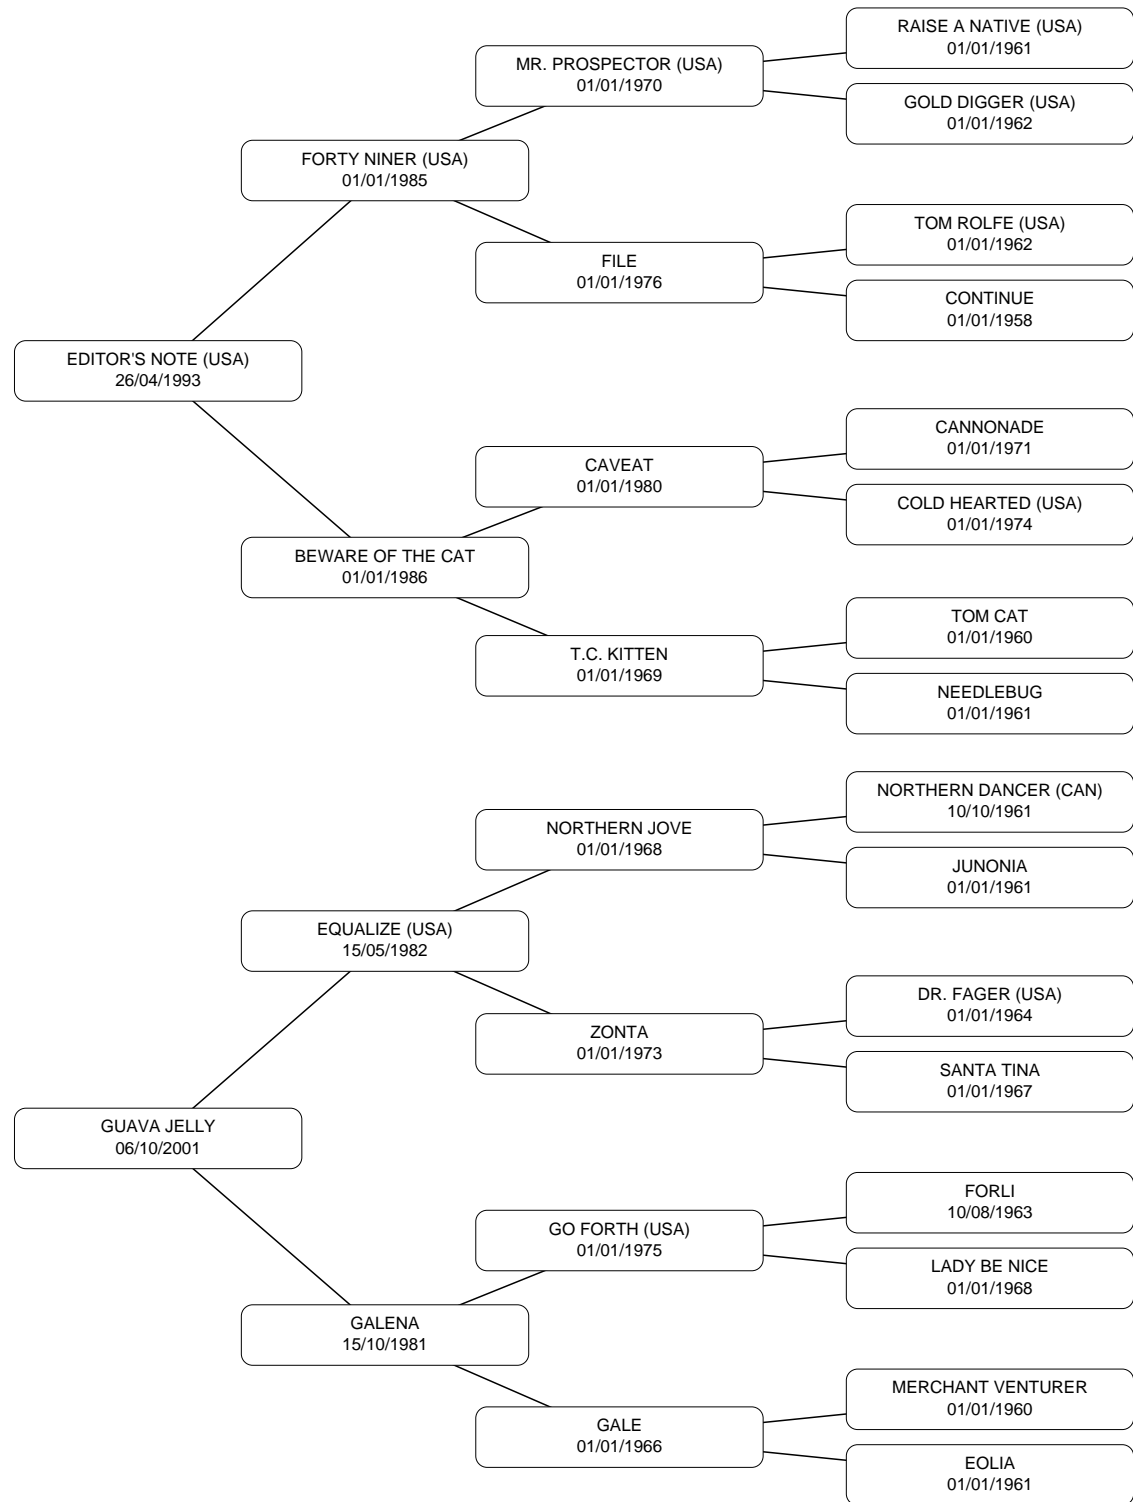 RAISE A NATIVE (USA)
01/01/1961
MR. PROSPECTOR (USA)
01/01/1970
GOLD DIGGER (USA)
01/01/1962
FORTY NINER (USA)
01/01/1985
TOM ROLFE (USA)
01/01/1962
FILE
01/01/1976
CONTINUE
01/01/1958
EDITOR'S NOTE (USA)
26/04/1993
CANNONADE
01/01/1971
CAVEAT
01/01/1980
COLD HEARTED (USA)
01/01/1974
BEWARE OF THE CAT
01/01/1986
TOM CAT
01/01/1960
T.C. KITTEN
01/01/1969
NEEDLEBUG
01/01/1961
NORTHERN DANCER (CAN)
10/10/1961
NORTHERN JOVE
01/01/1968
JUNONIA
01/01/1961
EQUALIZE (USA)
15/05/1982
DR. FAGER (USA)
01/01/1964
ZONTA
01/01/1973
SANTA TINA
01/01/1967
GUAVA JELLY
06/10/2001
FORLI
10/08/1963
GO FORTH (USA)
01/01/1975
LADY BE NICE
01/01/1968
GALENA
15/10/1981
MERCHANT VENTURER
01/01/1960
GALE
01/01/1966
EOLIA
01/01/1961